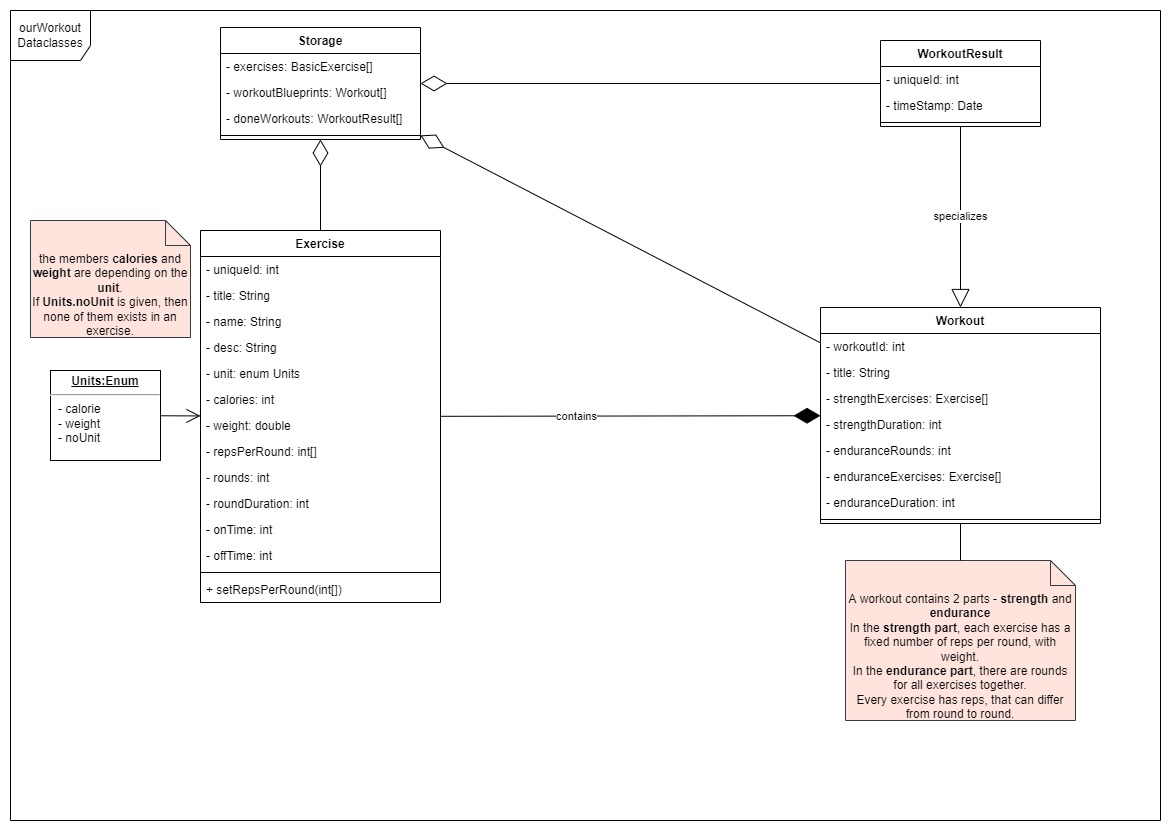 ourWorkout
Dataclasses
Storage
- exercises: BasicExercise[]
- workoutBlueprints: Workout[]
- doneWorkouts: WorkoutResult[]
WorkoutResult
- uniqueId: int
- timeStamp: Date
specializes
the members calories and
weight are depending on the
unit.
If Units.noUnit is given, then
none of them exists in an
exercise.
Units:Enum
- calorie
- weight
- noUnit
Exercise
- uniqueId: int
- title: String
- name: String
- desc: String
- unit: enum Units
- calories: int
- weight: double
- repsPerRound: int[]
- rounds: int
- roundDuration: int
- onTime: int
- offTime: int
+ setRepsPerRound(int[])
contains
Workout
- workoutId: int
- title: String
- strengthExercises: Exercise[]
- strengthDuration: int
- enduranceRounds: int
- enduranceExercises: Exercise[]
- enduranceDuration: int
A workout contains 2 parts - strength and
endurance
In the strength part, each exercise has a
fixed number of reps per round, with
weight.
In the endurance part, there are rounds
for all exercises together.
Every exercise has reps, that can differ
from round to round.